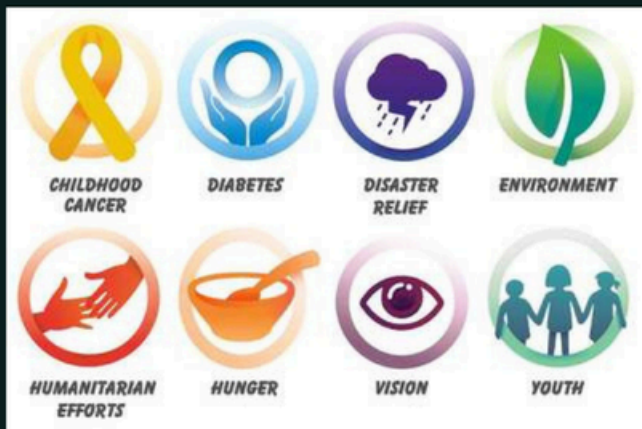 CHILDHOOD
CANCER
DIABETES
DISASTER
RELIEF
ENVIRONMENT
HUMANITARIAN
EFFORTS
HUNGER
VISION
YOUTH